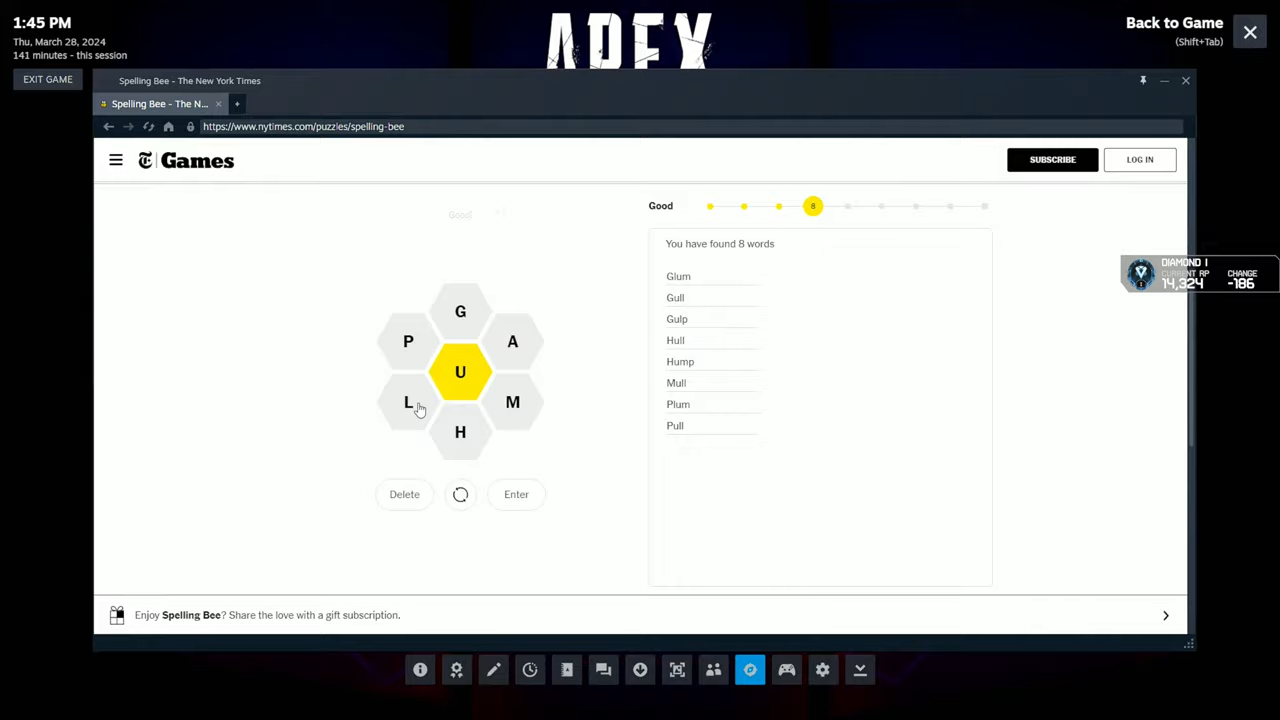 1:45 PM
Thu, March 28, 2024
141 minutes - this session
EXIT GAME
APEX
Back to Game
(Shift+Tab)
Spelling Bee - The New York Times
Spelling Bee - The N...
https://www.nytimes.com/puzzles/spelling-bee
Games
SUBSCRIBE
LOG IN
Good!
Good
8
You have found 8 words
Glum
Gull
Gulp
Hull
Hump
Mull
Plum
Pull
G
P
A
U
L
M
H
Delete
Enter
DIAMOND I
CURRENT RP
CHANGE
14,324
-186
Enjoy Spelling Bee? Share the love with a gift subscription.